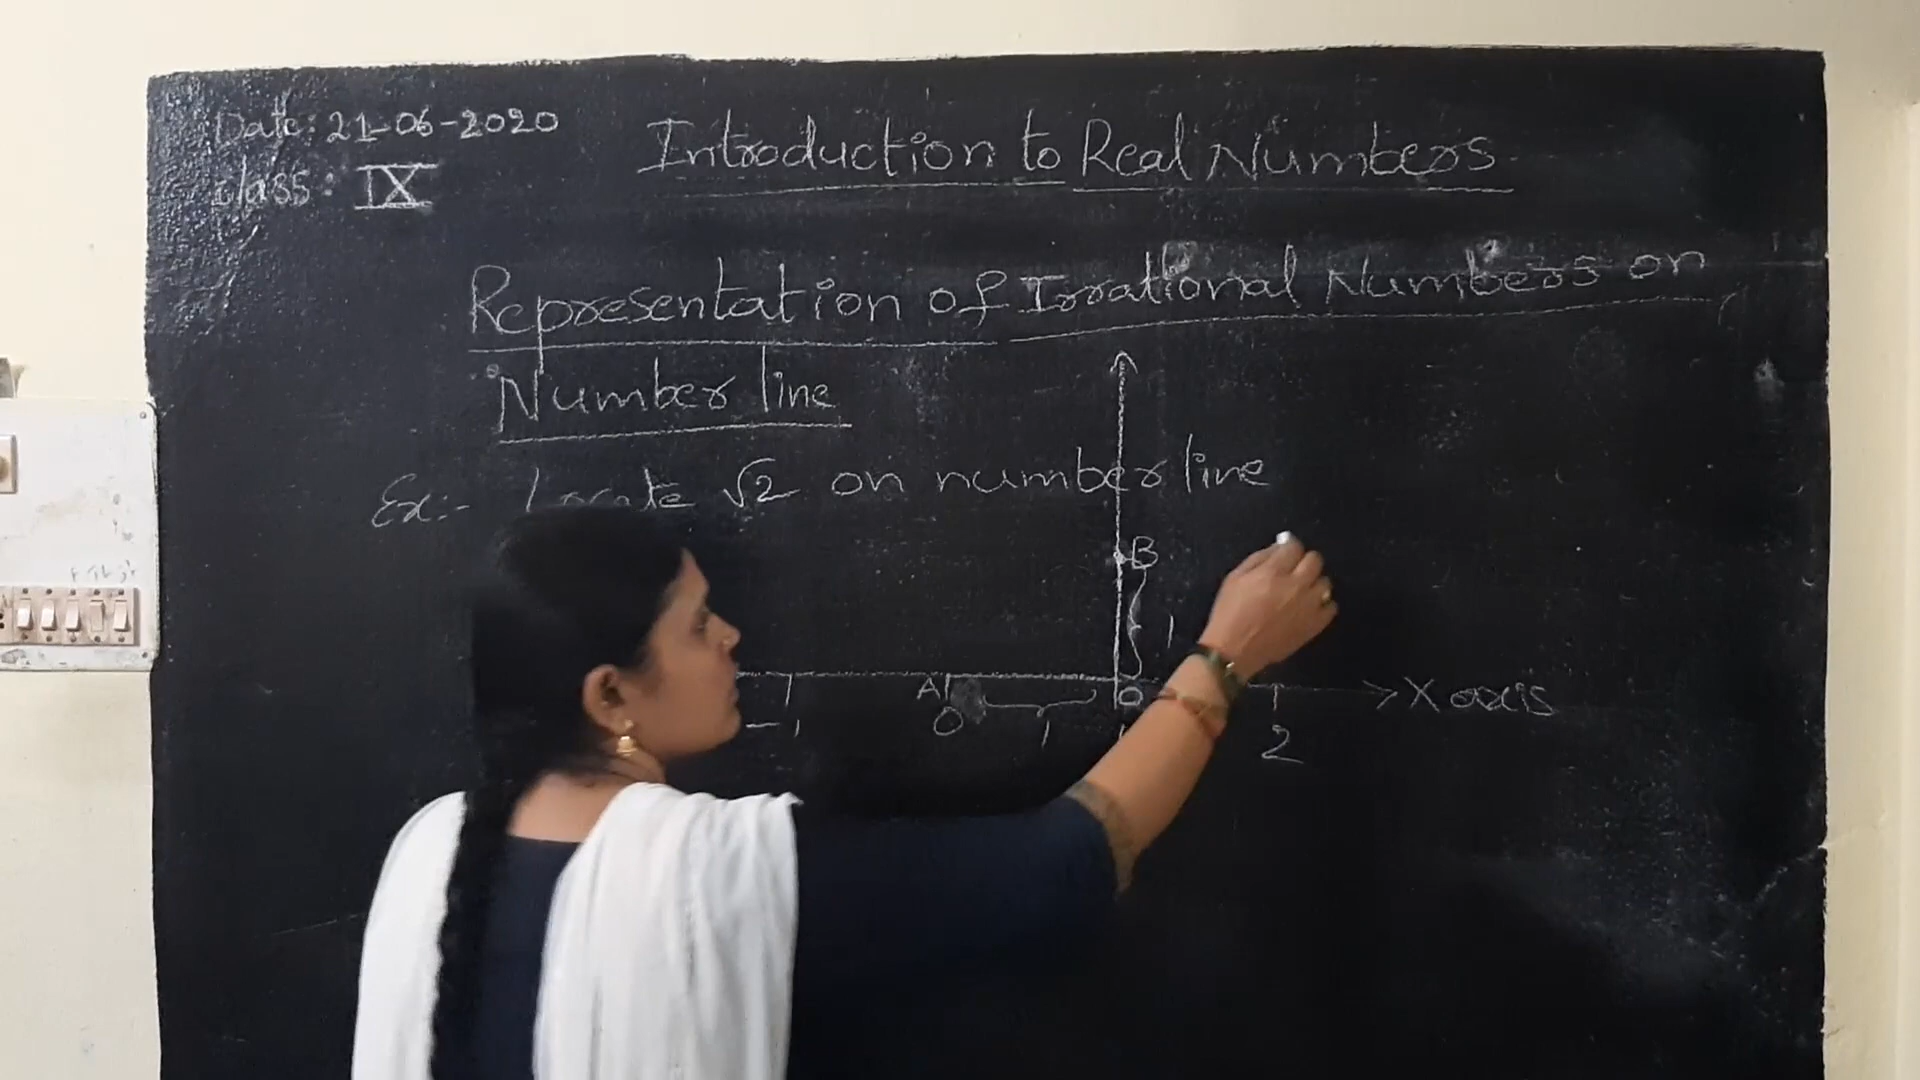 Date: 21-06-2020
class: IX
Introduction to Real Numbers
Representation of Irrational Numbers on
Number line
Ex:- Locate √2 on number line
B
1
A O X axis
-1 0 1 2